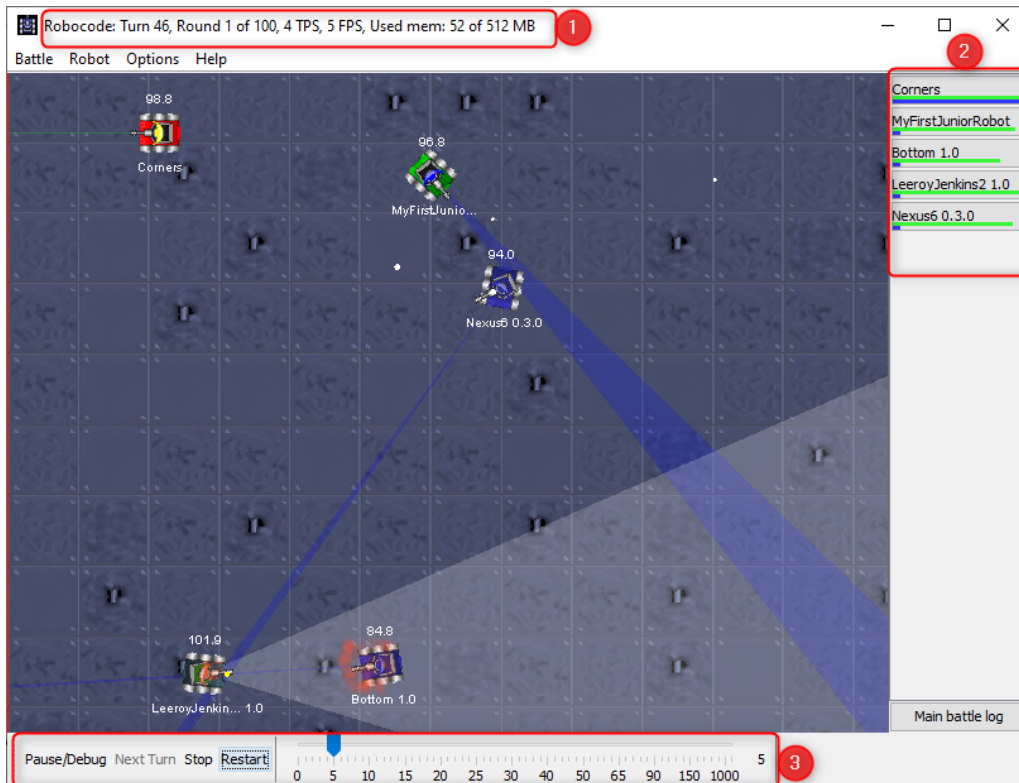 Robocode: Turn 46, Round 1 of 100, 4 TPS, 5 FPS, Used mem: 52 of 512 MB
1
Battle Robot Options Help
2
Corners
MyFirstJuniorRobot
Bottom 1.0
LeeroyJenkins2 1.0
Nexus6 0.3.0
98.8
Corners
96.8
MyFirstJunio...
94.0
Nexus6 0.3.0
101.9
LeeroyJenkin... 1.0
84.8
Bottom 1.0
Main battle log
Pause/Debug Next Turn Stop Restart
0 5 10 15 20 25 30 40 50 65 90 150 1000
5
3